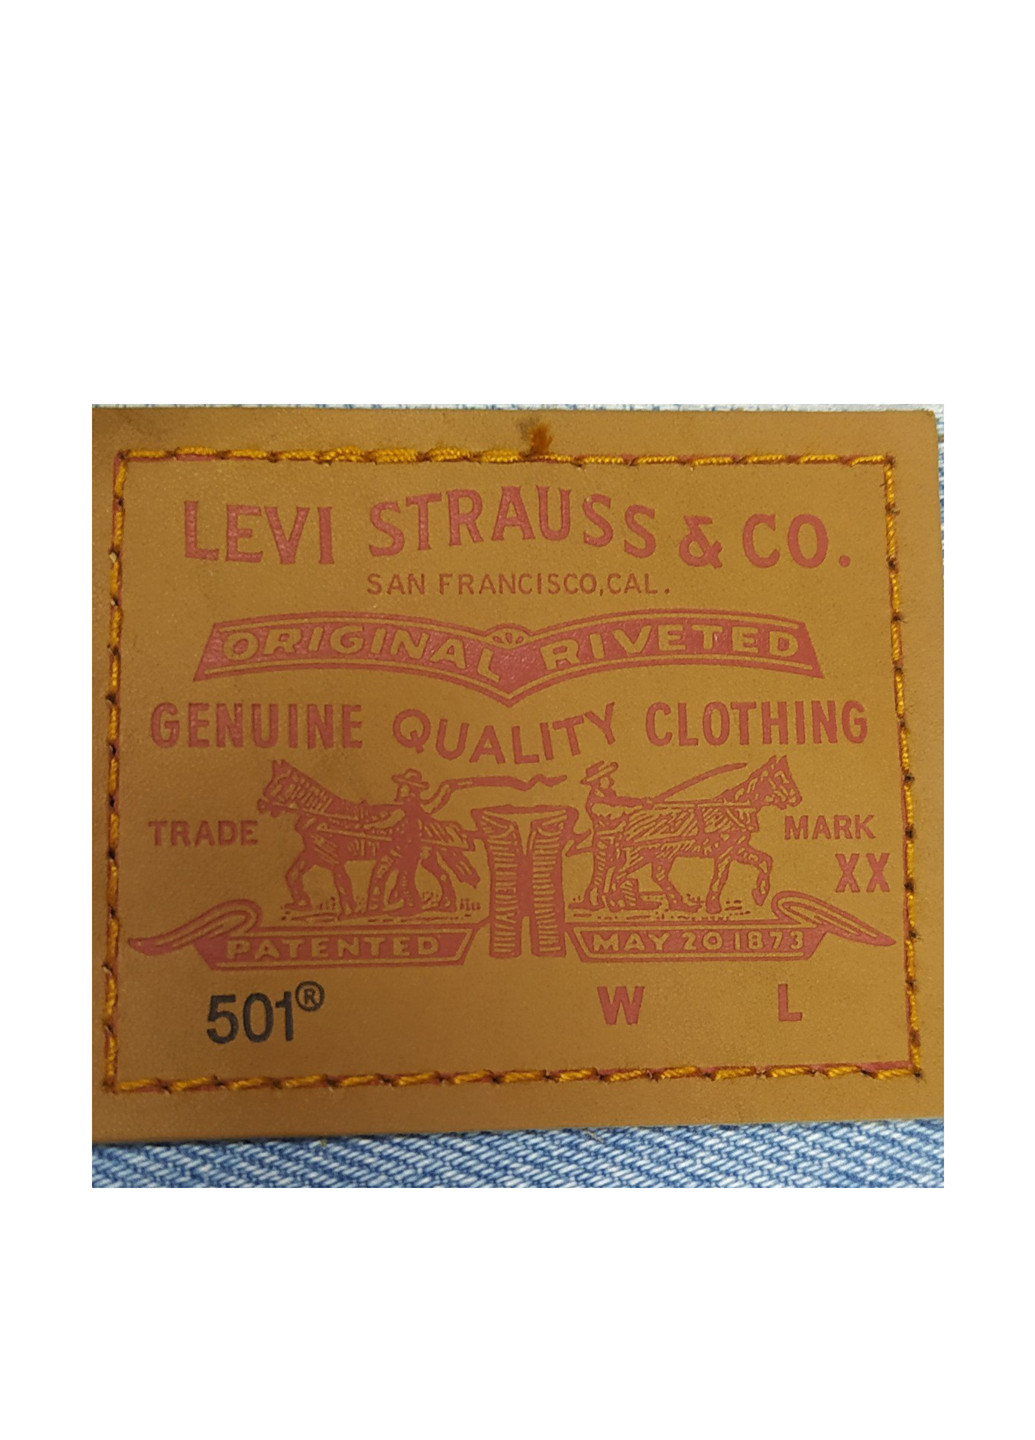 LEVI STRAUSS & CO.
SAN FRANCISCO, CAL.
ORIGINAL RIVETED
GENUINE QUALITY CLOTHING
TRADE MARK
XX
PATENTED MAY 20 1873
501® W L